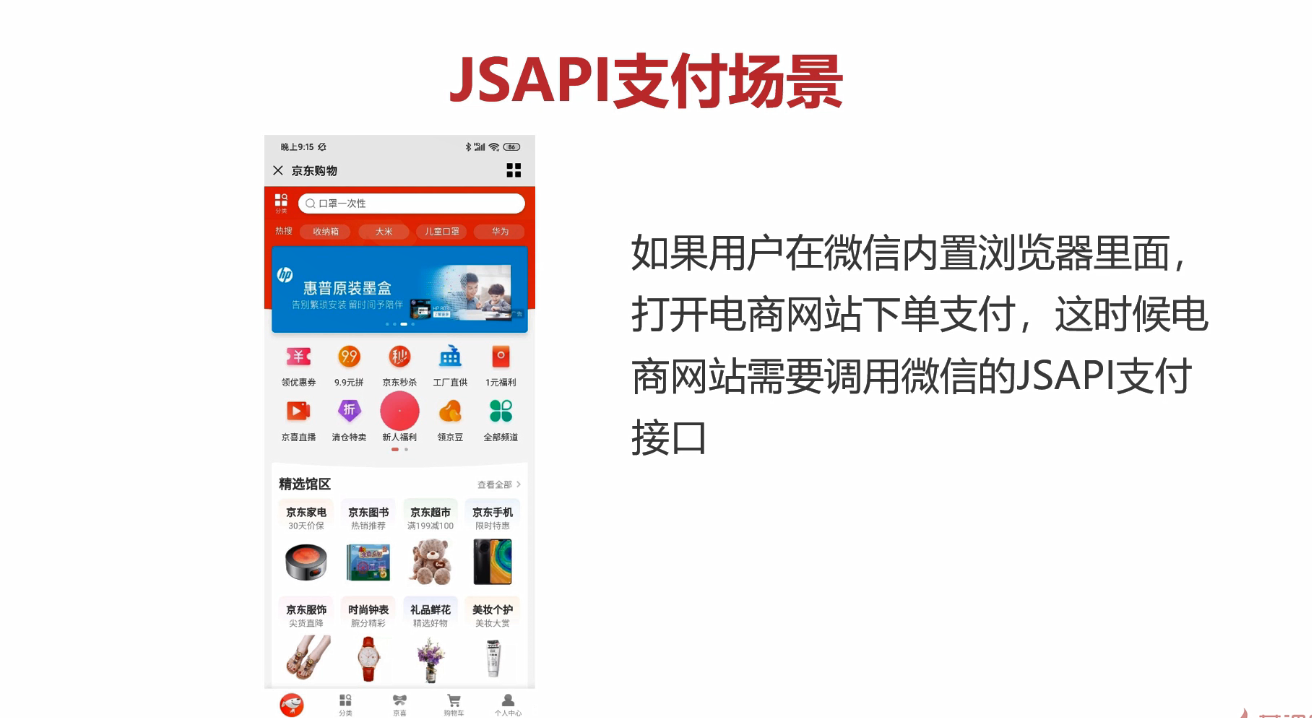 JSAPI支付场景
晚上9:15
86
京东购物
分类
口罩一次性
热搜 收纳箱 大米 儿童口罩 华为
hp
惠普原装墨盒
告别繁琐安装 留时间予陪伴
领优惠券 9.9元拼 京东秒杀 工厂直供 1元福利
京喜直播 清仓特卖 新人福利 领京豆 全部频道
精选馆区 查看全部
京东家电 京东图书 京东超市 京东手机
30天价保 热销推荐 满199减100 限时特惠
京东服饰 时尚钟表 礼品鲜花 美妆个护
尖货直降 腕分精彩 精选好物 美妆大赏
分类 京喜 购物车 个人中心
如果用户在微信内置浏览器里面，
打开电商网站下单支付，这时候电
商网站需要调用微信的JSAPI支付
接口